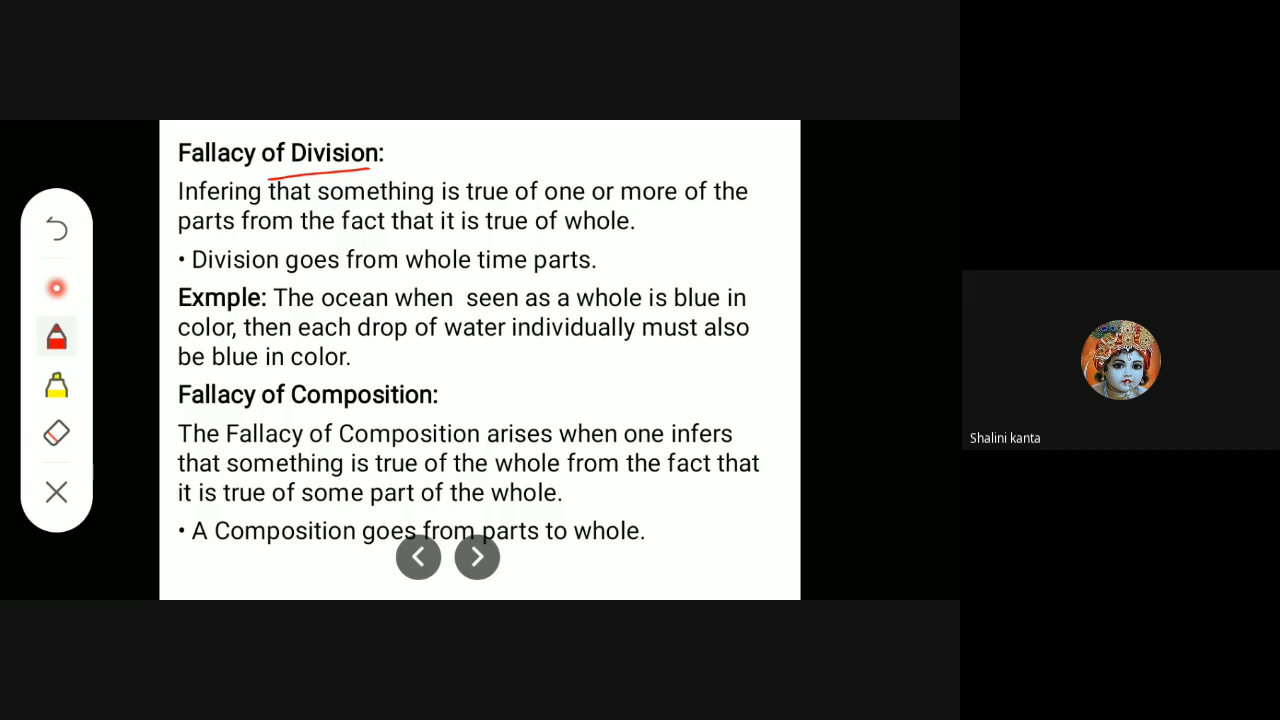 Fallacy of Division:
Infering that something is true of one or more of the
parts from the fact that it is true of whole.
• Division goes from whole time parts.
Exmple: The ocean when  seen as a whole is blue in
color, then each drop of water individually must also
be blue in color.
Fallacy of Composition:
The Fallacy of Composition arises when one infers
that something is true of the whole from the fact that
it is true of some part of the whole.
• A Composition goes from parts to whole.
Shalini kanta